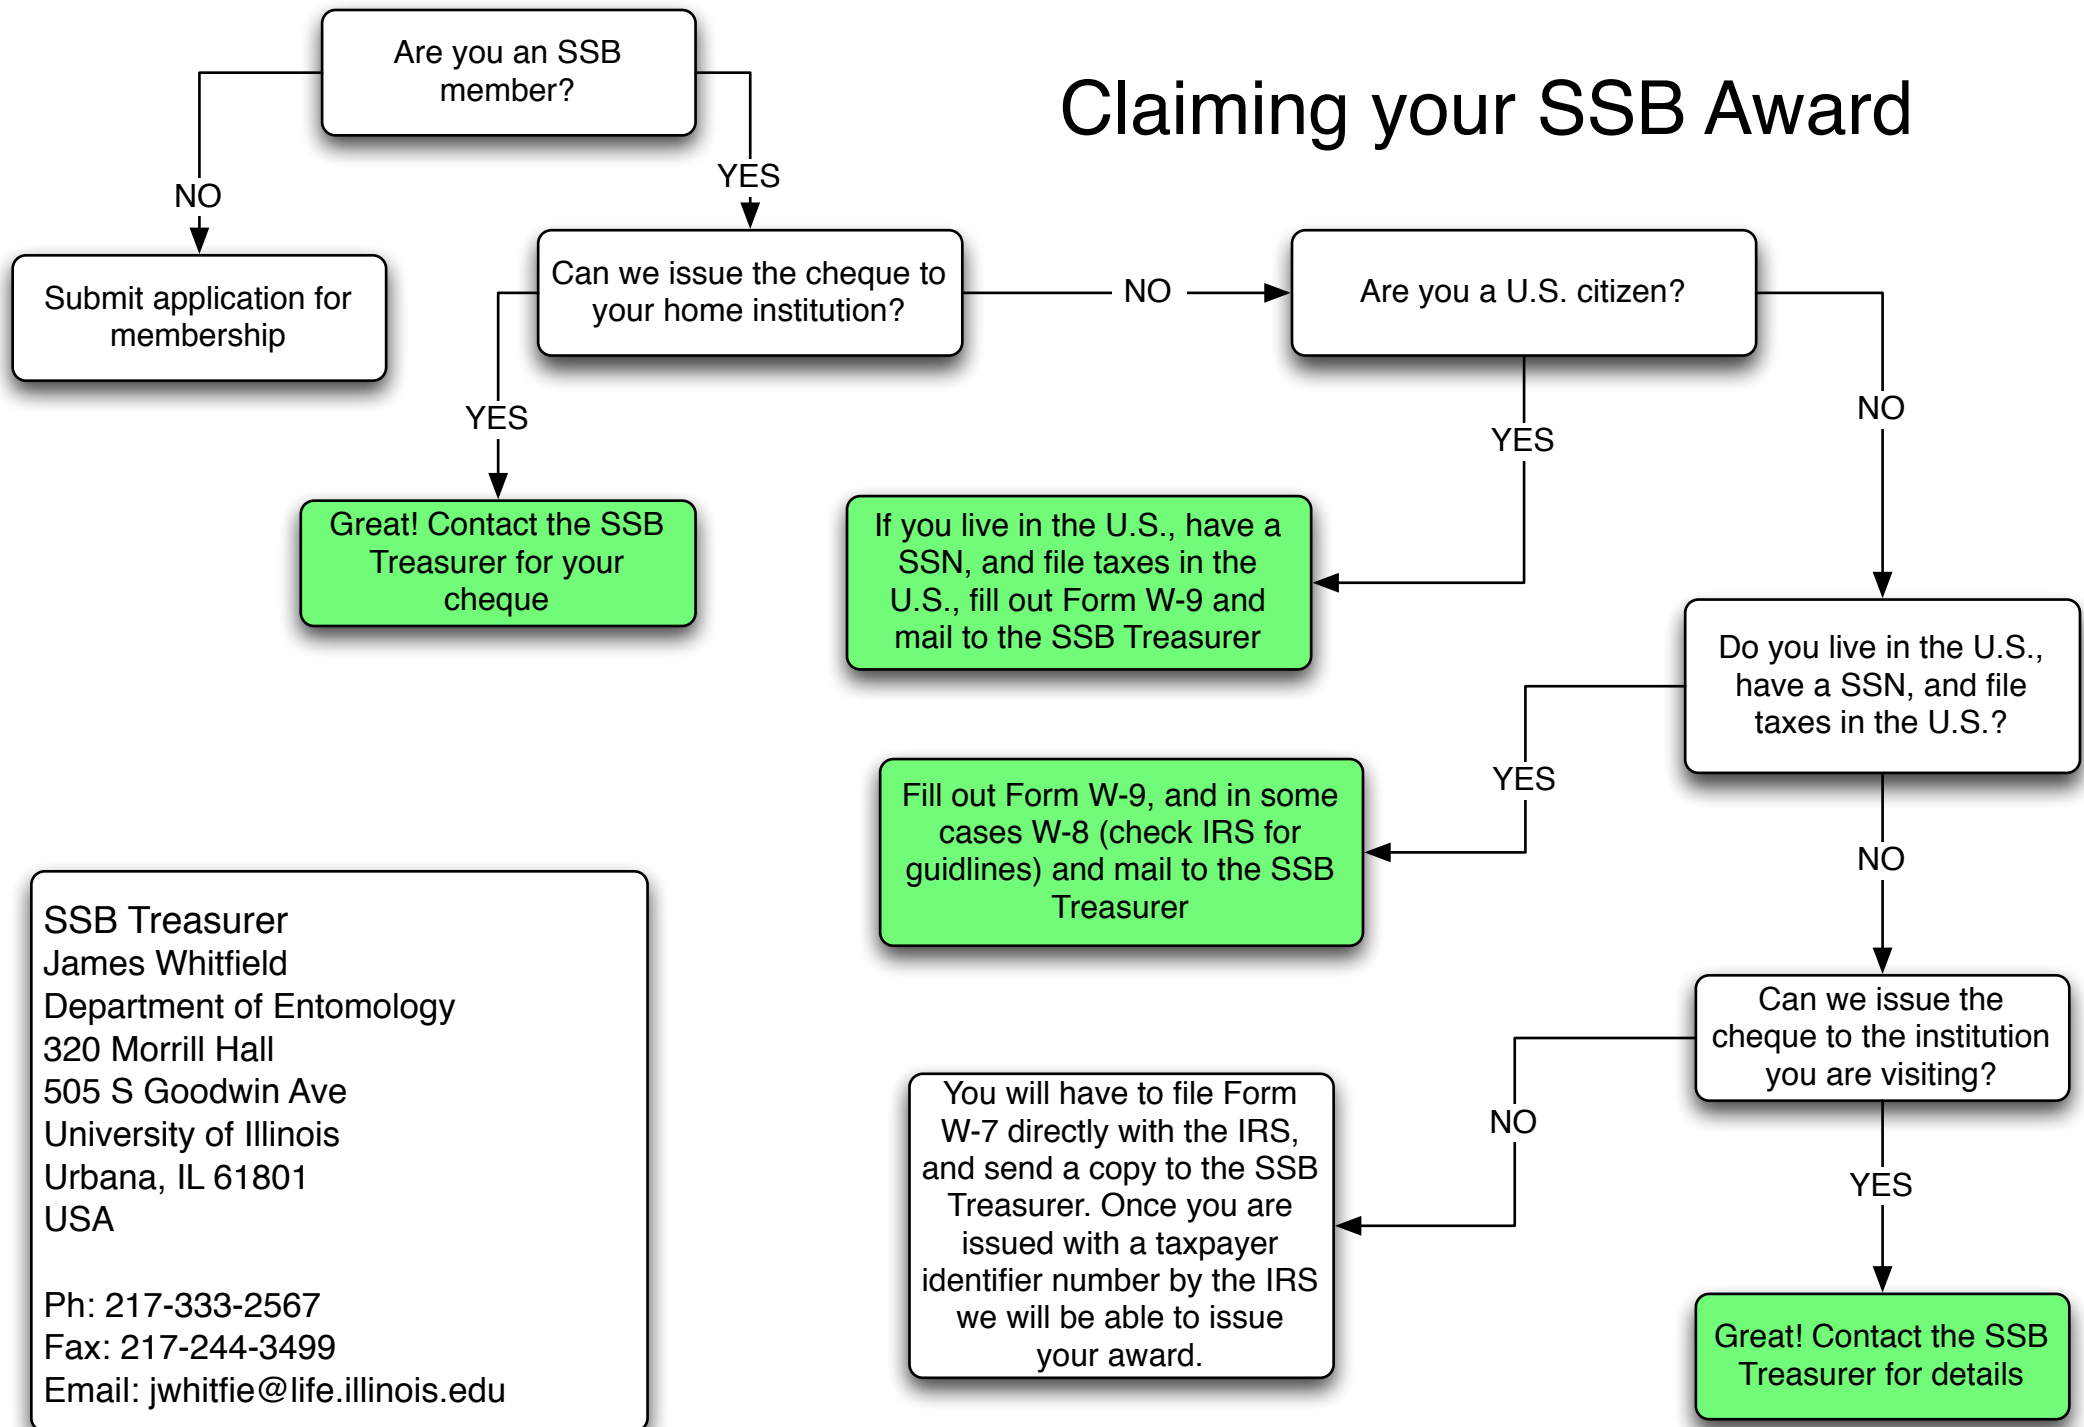 Are you an SSB
member?
Claiming your SSB Award
NO
YES
Submit application for
membership
Can we issue the cheque to
your home institution?
NO
Are you a U.S. citizen?
YES
YES
NO
Great! Contact the SSB
Treasurer for your
cheque
If you live in the U.S., have a
SSN, and file taxes in the
U.S., fill out Form W-9 and
mail to the SSB Treasurer
Do you live in the U.S.,
have a SSN, and file
taxes in the U.S.?
YES
NO
Fill out Form W-9, and in some
cases W-8 (check IRS for
guidlines) and mail to the SSB
Treasurer
Can we issue the
cheque to the institution
you are visiting?
NO
YES
You will have to file Form
W-7 directly with the IRS,
and send a copy to the SSB
Treasurer. Once you are
issued with a taxpayer
identifier number by the IRS
we will be able to issue
your award.
Great! Contact the SSB
Treasurer for details
SSB Treasurer
James Whitfield
Department of Entomology
320 Morrill Hall
505 S Goodwin Ave
University of Illinois
Urbana, IL 61801
USA
Ph: 217-333-2567
Fax: 217-244-3499
Email: jwhitfie@life.illinois.edu